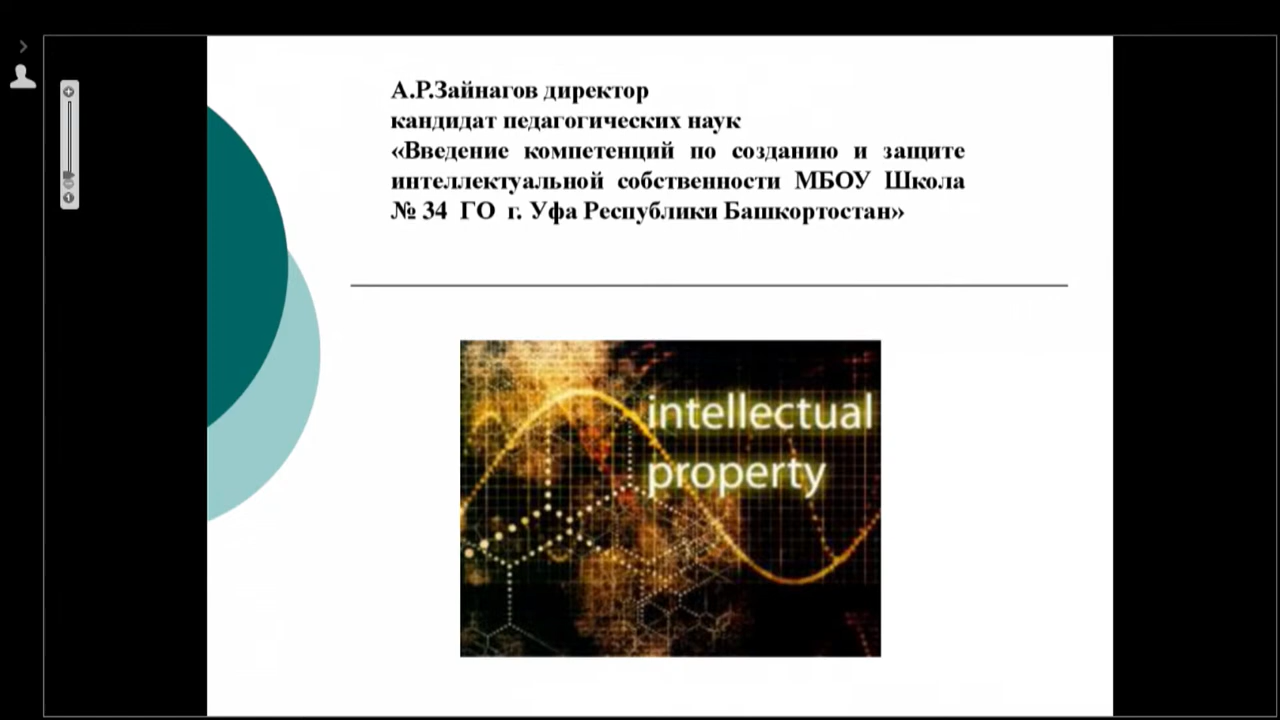 А.Р.Зайнагов директор
кандидат педагогических наук
«Введение компетенций по созданию и защите
интеллектуальной собственности МБОУ Школа
№ 34 ГО г. Уфа Республики Башкортостан»
intellectual
property